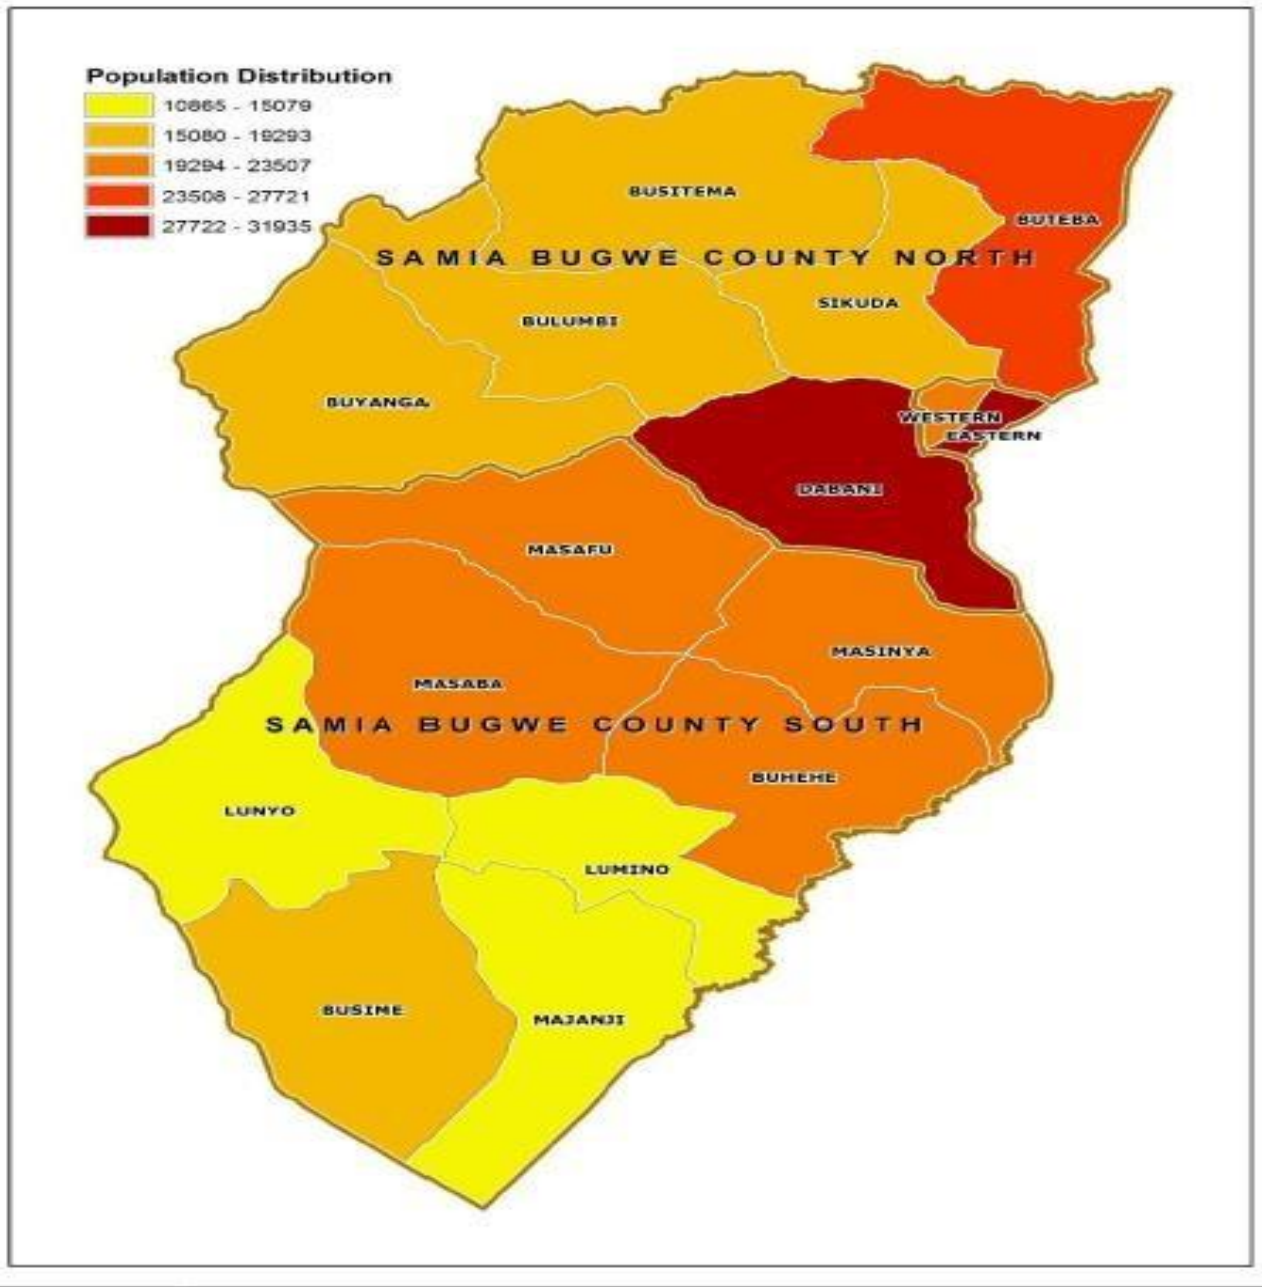 Population Distribution
10865 - 15079
15080 - 19293
19294 - 23507
23508 - 27721
27722 - 31935
BUSITEMA
BUTEBA
SAMIA BUGWE COUNTY NORTH
SIKUDA
BULUMBI
BUYANGA
WESTERN
EASTERN
DABANI
MASAFU
MASINYA
MASABA
SAMIA BUGWE COUNTY SOUTH
BUHEHE
LUNYO
LUMINO
BUSIME
MAJANJI